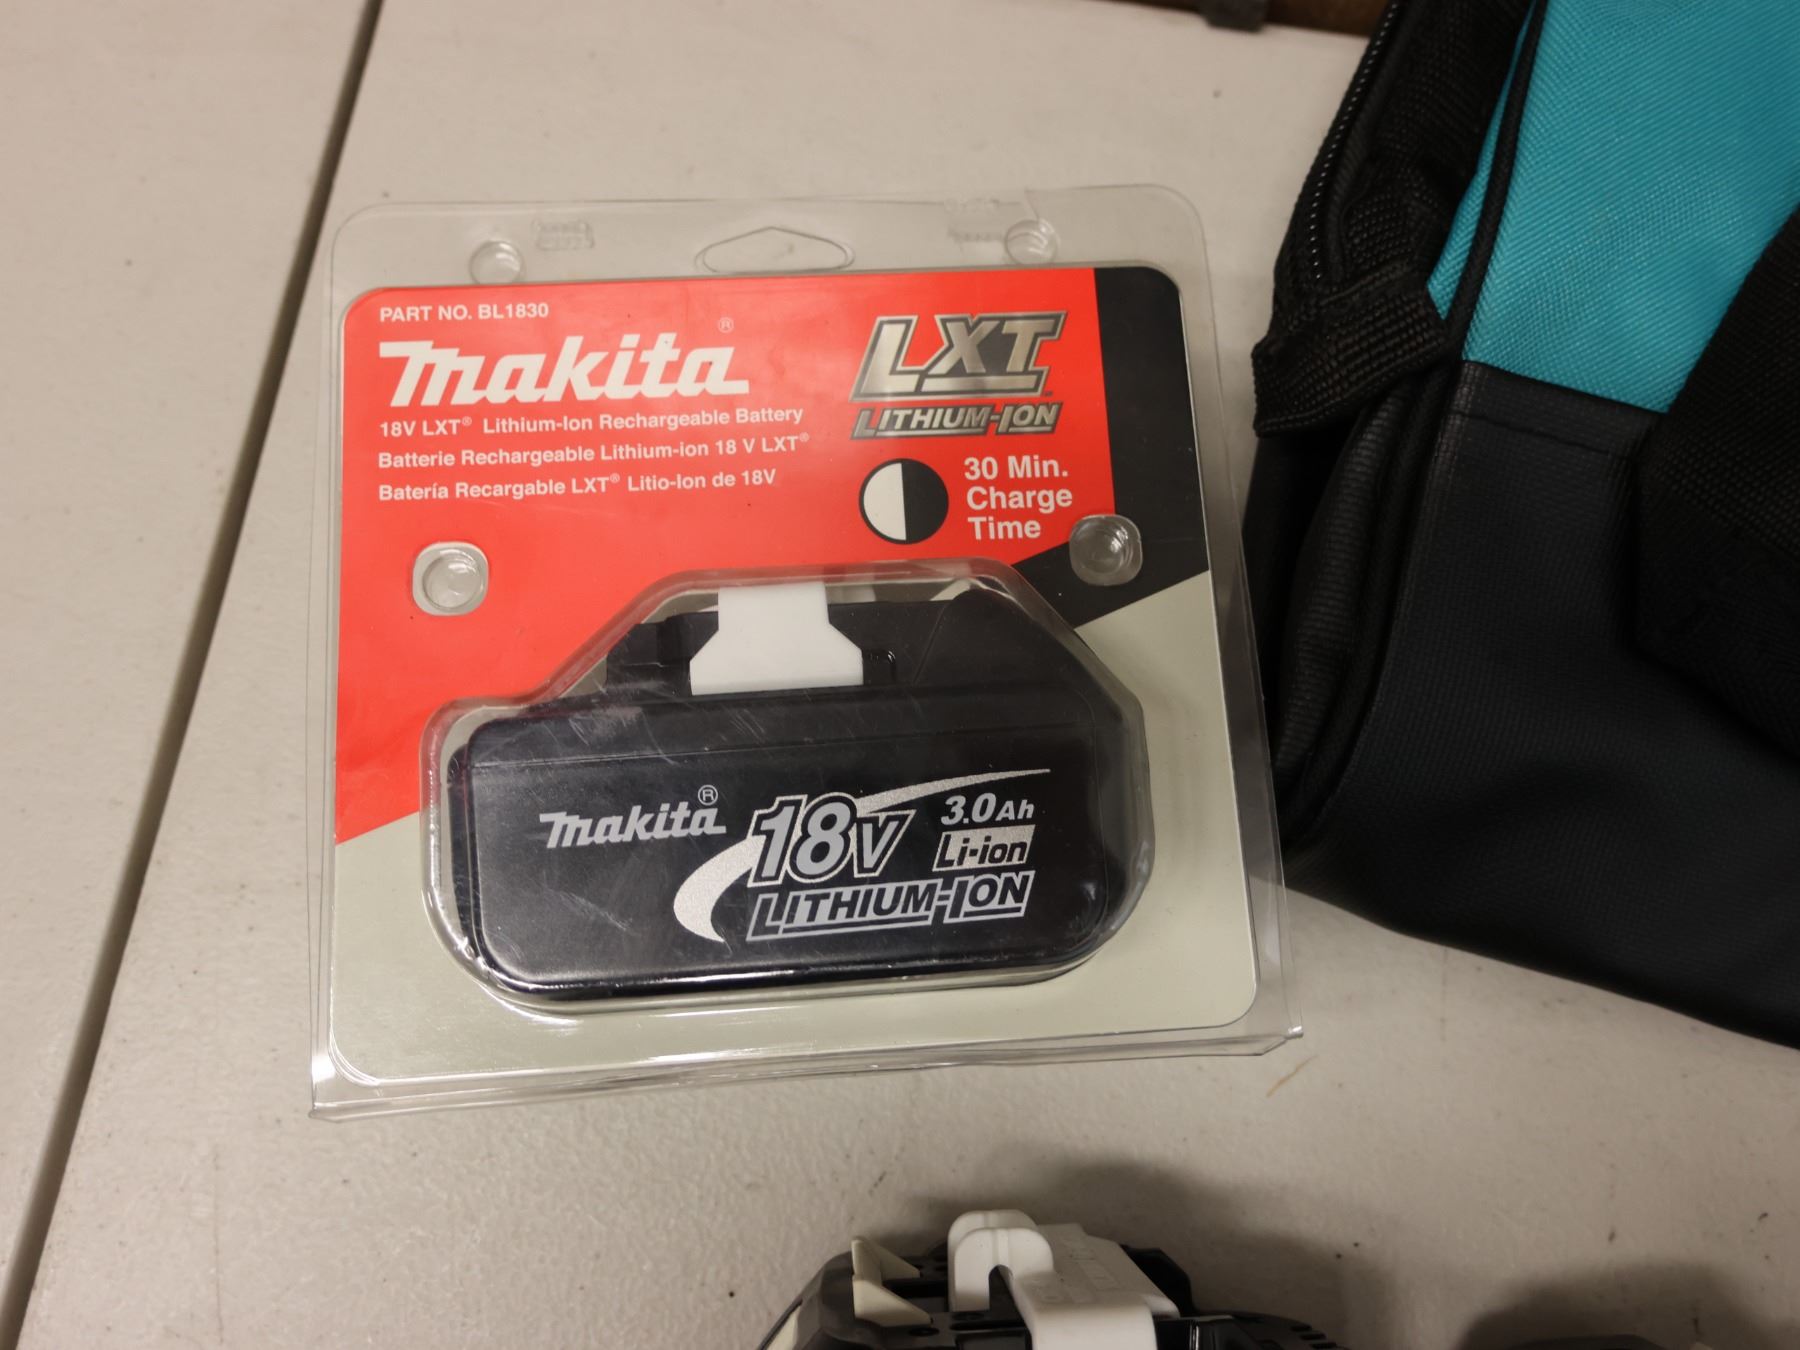 PART NO. BL1830
makita®
18V LXT® Lithium-Ion Rechargeable Battery
Batterie Rechargeable Lithium-ion 18 V LXT®
Batería Recargable LXT® Litio-Ion de 18V
LXT
LITHIUM-ION
30 Min.
Charge
Time
makita®
18V
3.0Ah
Li-ion
LITHIUM-ION